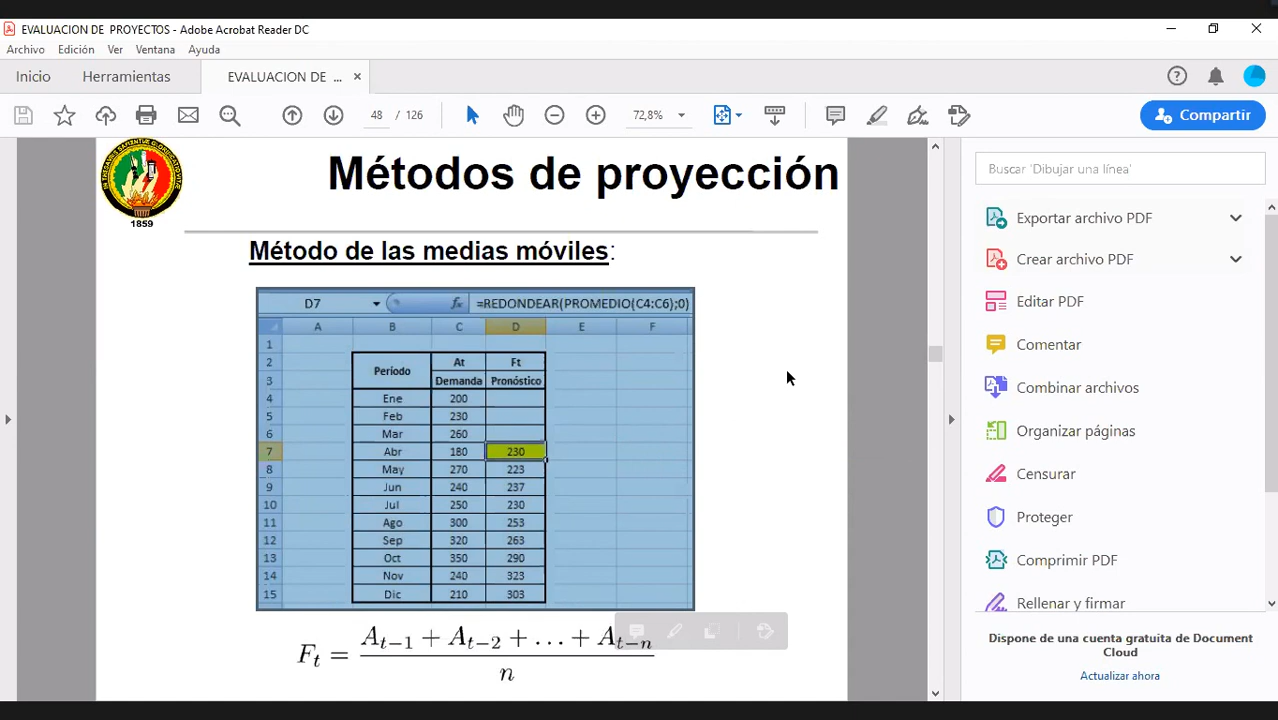 EVALUACION DE PROYECTOS - Adobe Acrobat Reader DC
Archivo Edición Ver Ventana Ayuda
Inicio Herramientas EVALUACION DE ... ×
48 / 126 72,8% Compartir
1859
Métodos de proyección
Método de las medias móviles:
D7 fx =REDONDEAR(PROMEDIO(C4:C6);0)
A B C D E F
1
2 Período At Ft
3 Demanda Pronóstico
4 Ene 200
5 Feb 230
6 Mar 260
7 Abr 180 230
8 May 270 223
9 Jun 240 237
10 Jul 250 230
11 Ago 300 253
12 Sep 320 263
13 Oct 350 290
14 Nov 240 323
15 Dic 210 303
F_t = (A_{t−1} + A_{t−2} + … + A_{t−n}) / n
Buscar 'Dibujar una línea'
Exportar archivo PDF
Crear archivo PDF
Editar PDF
Comentar
Combinar archivos
Organizar páginas
Censurar
Proteger
Comprimir PDF
Rellenar y firmar
Dispone de una cuenta gratuita de Document
Cloud
Actualizar ahora